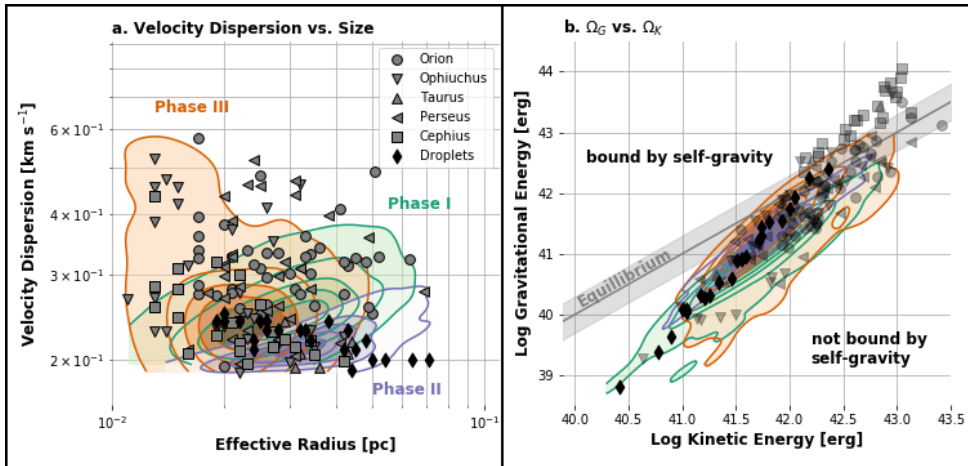 a. Velocity Dispersion vs. Size
Velocity Dispersion [km s⁻¹]
6 × 10⁻¹
4 × 10⁻¹
3 × 10⁻¹
2 × 10⁻¹
Phase III
Phase I
Phase II
Orion
Ophiuchus
Taurus
Perseus
Cephius
Droplets
10⁻² 10⁻¹
Effective Radius [pc]
b. Ω_G vs. Ω_K
Log Gravitational Energy [erg]
44
43
42
41
40
39
bound by self-gravity
Equilibrium
not bound by
self-gravity
40.0 40.5 41.0 41.5 42.0 42.5 43.0 43.5
Log Kinetic Energy [erg]